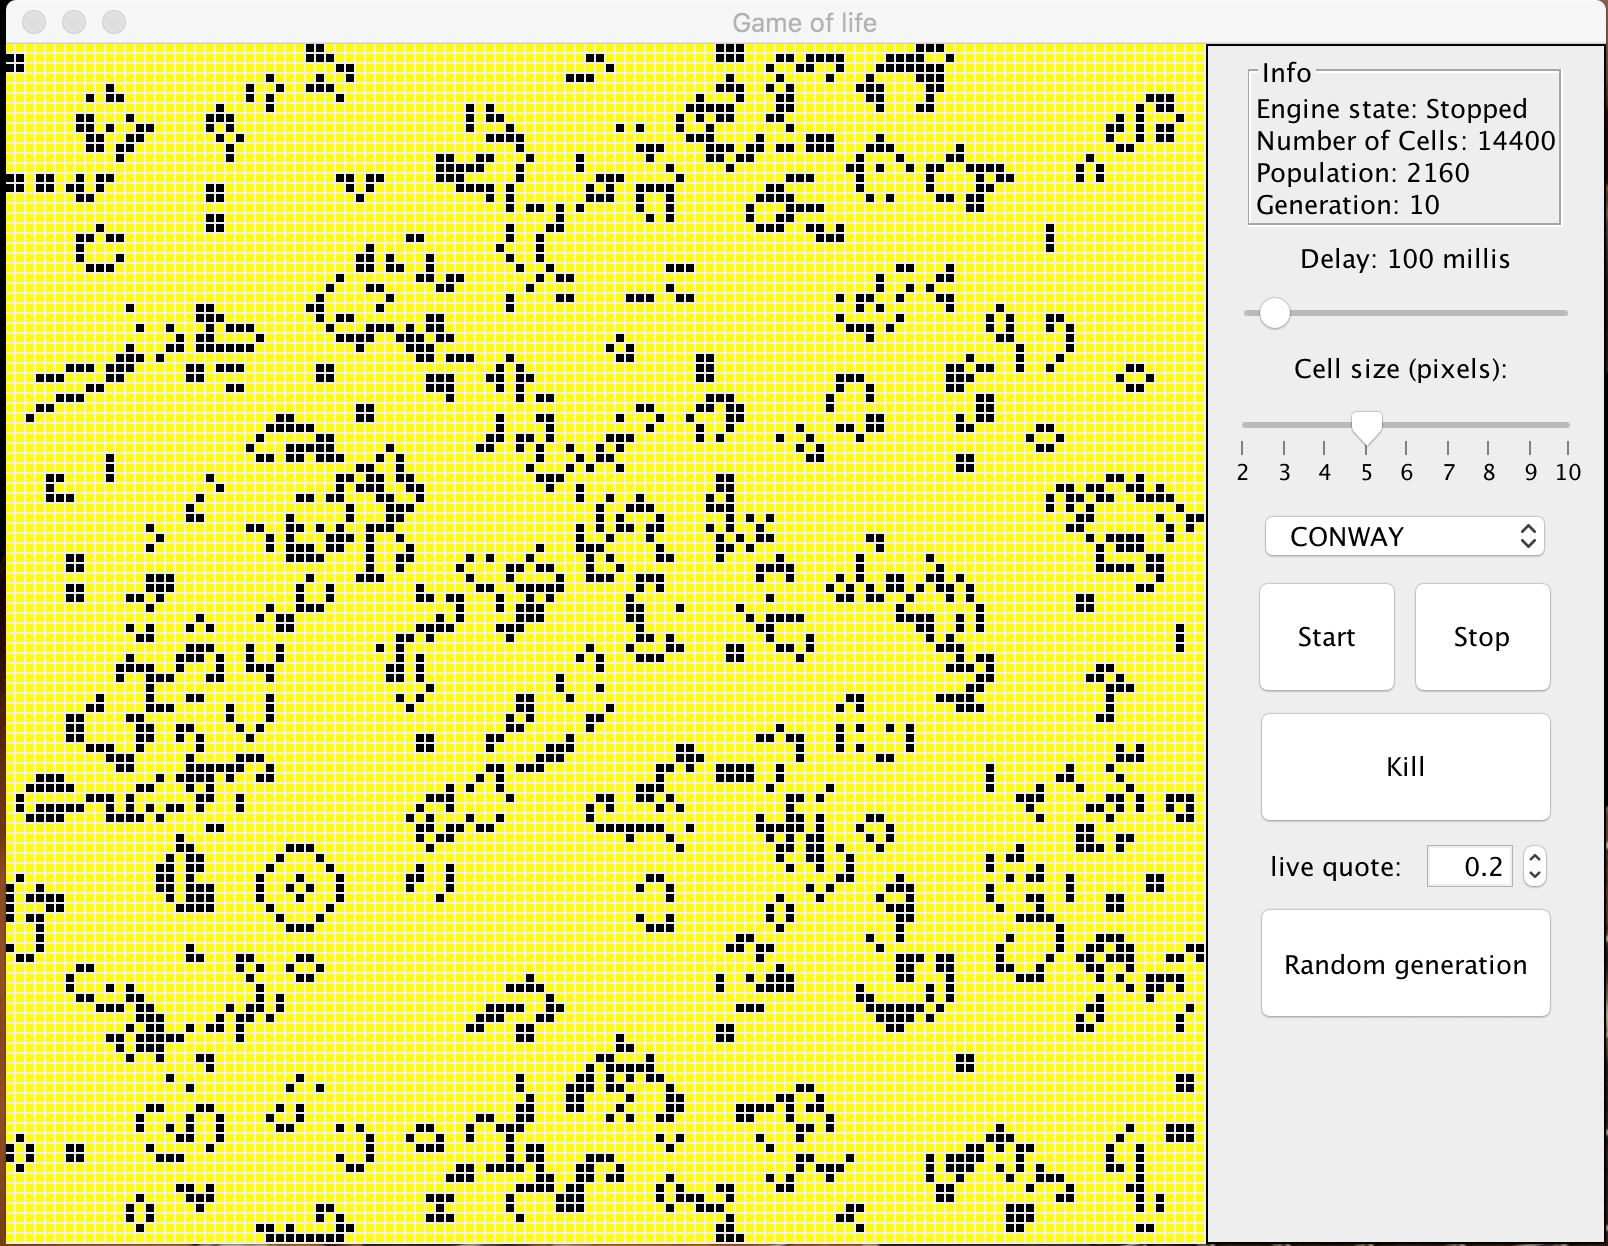 Game of life
Info
Engine state: Stopped
Number of Cells: 14400
Population: 2160
Generation: 10
Delay: 100 millis
Cell size (pixels):
2 3 4 5 6 7 8 9 10
CONWAY
Start Stop
Kill
live quote: 0.2
Random generation